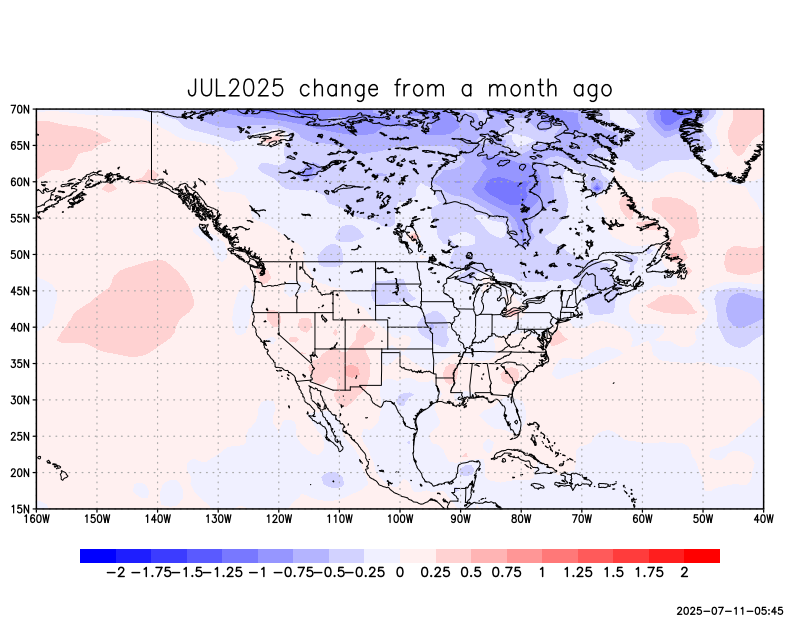 JUL2025 change from a month ago
70N
65N
60N
55N
50N
45N
40N
35N
30N
25N
20N
15N
160W 150W 140W 130W 120W 110W 100W 90W 80W 70W 60W 50W 40W
−2 −1.75 −1.5 −1.25 −1 −0.75 −0.5 −0.25 0 0.25 0.5 0.75 1 1.25 1.5 1.75 2
2025-07-11-05:45